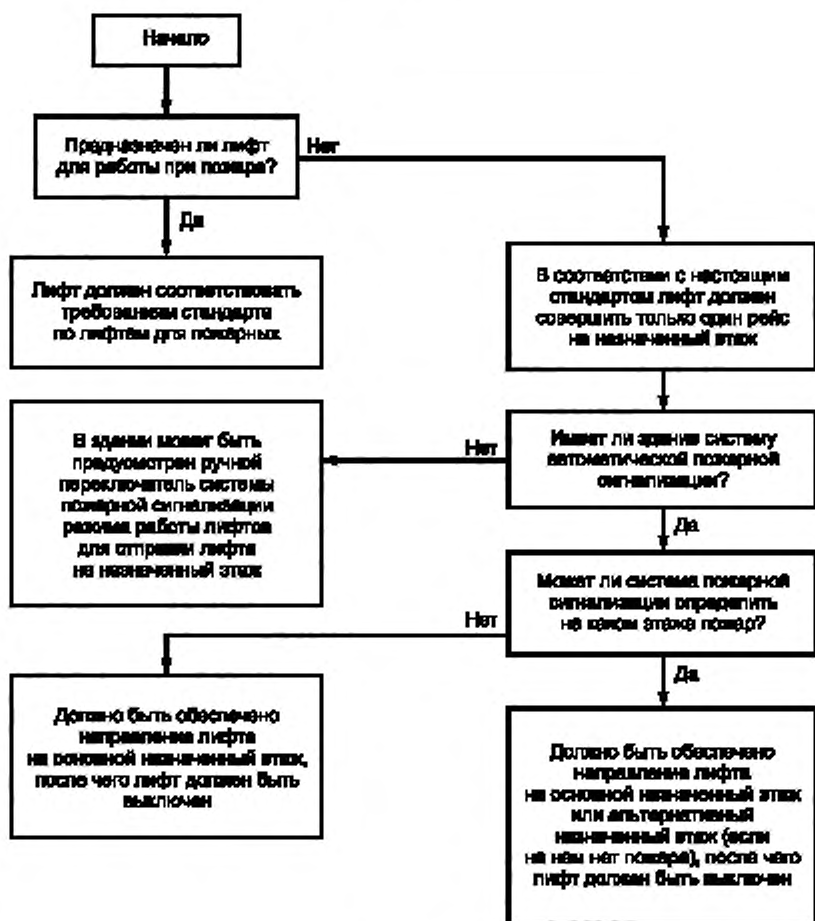 Начало
Предназначен ли лифт
для работы при пожаре?
Нет
Да
Лифт должен соответствовать
требованиям стандарта
по лифтам для пожарных
В соответствии с настоящим
стандартом лифт должен
совершить только один рейс
на назначенный этаж
Имеет ли здание систему
автоматической пожарной
сигнализации?
Нет
В здании может быть
предусмотрен ручной
переключатель системы
пожарной сигнализации
режима работы лифтов
для отправки лифта
на назначенный этаж
Да
Может ли система пожарной
сигнализации определить
на каком этаже пожар?
Нет
Должно быть обеспечено
направление лифта
на основной назначенный этаж,
после чего лифт должен быть
выключен
Да
Должно быть обеспечено
направление лифта
на основной назначенный этаж
или альтернативный
назначенный этаж (если
на нем нет пожара), после чего
лифт должен быть выключен